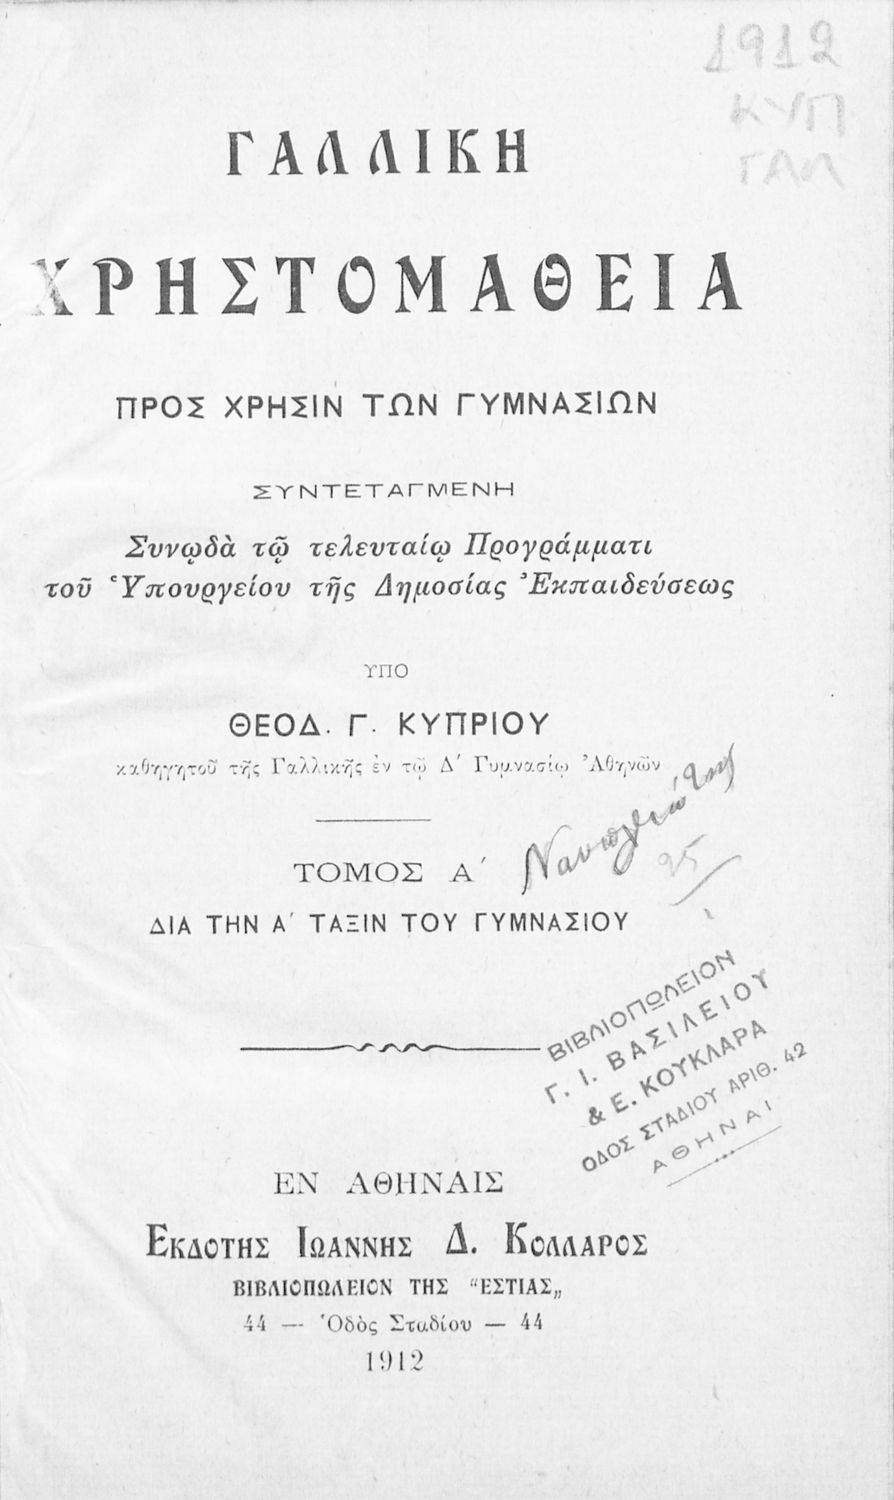 1912
ΚΥΠ
ΓΑΛ
ΓΑΛΛΙΚΗ
ΧΡΗΣΤΟΜΑΘΕΙΑ
ΠΡΟΣ ΧΡΗΣΙΝ ΤΩΝ ΓΥΜΝΑΣΙΩΝ
ΣΥΝΤΕΤΑΓΜΕΝΗ
Συνῳδὰ τῷ τελευταίῳ Προγράμματι
τοῦ Ὑπουργείου τῆς Δημοσίας Ἐκπαιδεύσεως
ΥΠΟ
ΘΕΟΔ. Γ. ΚΥΠΡΙΟΥ
καθηγητοῦ τῆς Γαλλικῆς ἐν τῷ Δ΄ Γυμνασίῳ Ἀθηνῶν
ΤΟΜΟΣ Α΄
ΔΙΑ ΤΗΝ Α΄ ΤΑΞΙΝ ΤΟΥ ΓΥΜΝΑΣΙΟΥ
ΒΙΒΛΙΟΠΩΛΕΙΟΝ
Γ. Ι. ΒΑΣΙΛΕΙΟΥ
& Ε. ΚΟΥΚΛΑΡΑ
ΟΔΟΣ ΣΤΑΔΙΟΥ ΑΡΙΘ. 42
ΑΘΗΝΑΙ
ΕΝ ΑΘΗΝΑΙΣ
ΕΚΔΟΤΗΣ ΙΩΑΝΝΗΣ Δ. ΚΟΛΛΑΡΟΣ
ΒΙΒΛΙΟΠΩΛΕΙΟΝ ΤΗΣ "ΕΣΤΙΑΣ„
44 — Ὁδὸς Σταδίου — 44
1912